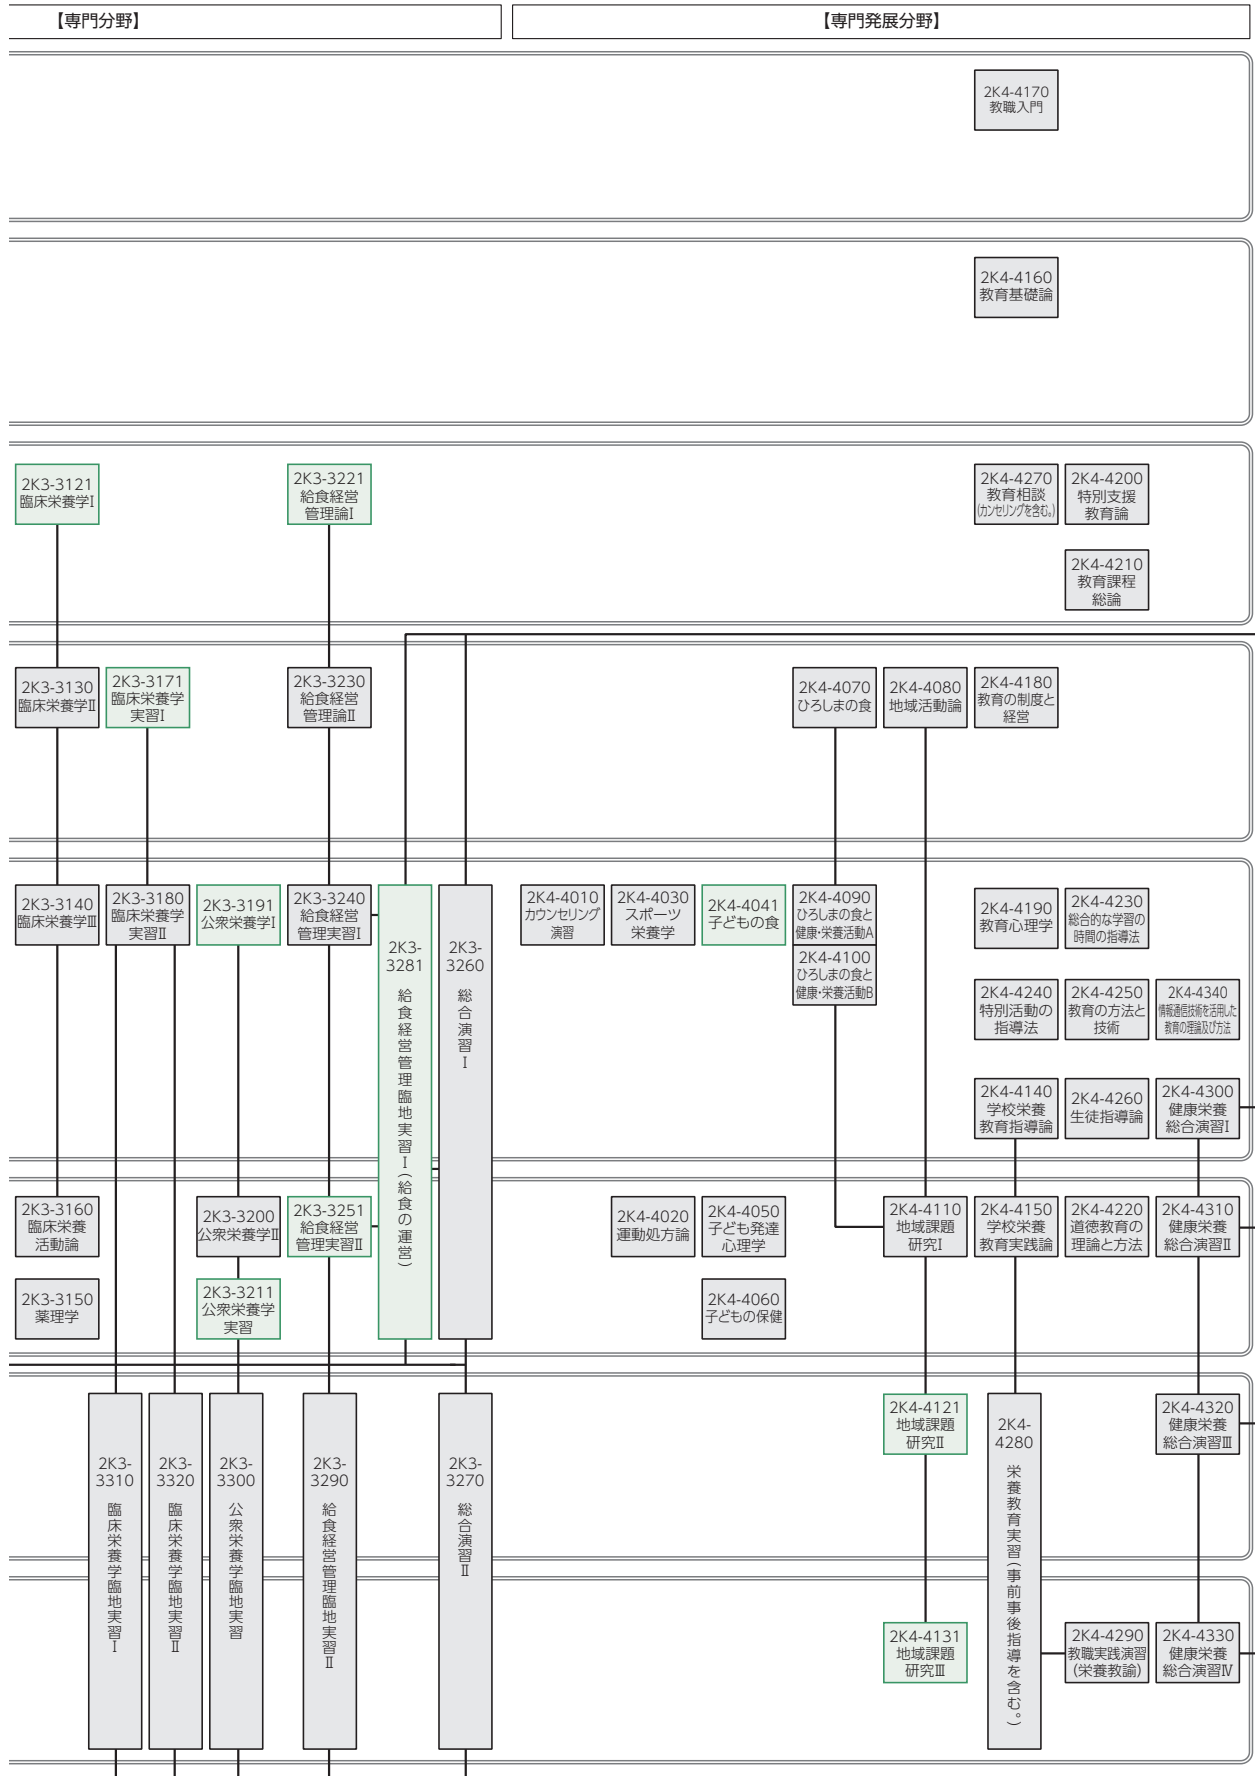 【専門分野】
【専門発展分野】
2K4-4170
教職入門
2K4-4160
教育基礎論
2K3-3121
臨床栄養学Ⅰ
2K3-3221
給食経営
管理論Ⅰ
2K4-4270
教育相談
(カンセリングを含む。)
2K4-4200
特別支援
教育論
2K4-4210
教育課程
総論
2K3-3130
臨床栄養学Ⅱ
2K3-3171
臨床栄養学
実習Ⅰ
2K3-3230
給食経営
管理論Ⅱ
2K4-4070
ひろしまの食
2K4-4080
地域活動論
2K4-4180
教育の制度と
経営
2K3-3140
臨床栄養学Ⅲ
2K3-3180
臨床栄養学
実習Ⅱ
2K3-3191
公衆栄養学Ⅰ
2K3-3240
給食経営
管理実習Ⅰ
2K3-
3281
給食経営管理臨地実習Ⅰ(給食の運営)
2K3-
3260
総合演習Ⅰ
2K4-4010
カウンセリング
演習
2K4-4030
スポーツ
栄養学
2K4-4041
子どもの食
2K4-4090
ひろしまの食と
健康・栄養活動A
2K4-4100
ひろしまの食と
健康・栄養活動B
2K4-4190
教育心理学
2K4-4230
総合的な学習の
時間の指導法
2K4-4240
特別活動の
指導法
2K4-4250
教育の方法と
技術
2K4-4340
情報通信技術を活用した
教育の理論及び方法
2K4-4140
学校栄養
教育指導論
2K4-4260
生徒指導論
2K4-4300
健康栄養
総合演習Ⅰ
2K3-3160
臨床栄養
活動論
2K3-3200
公衆栄養学Ⅱ
2K3-3251
給食経営
管理実習Ⅱ
2K4-4020
運動処方論
2K4-4050
子ども発達
心理学
2K4-4110
地域課題
研究Ⅰ
2K4-4150
学校栄養
教育実践論
2K4-4220
道徳教育の
理論と方法
2K4-4310
健康栄養
総合演習Ⅱ
2K3-3150
薬理学
2K3-3211
公衆栄養学
実習
2K4-4060
子どもの保健
2K3-
3310
臨床栄養学臨地実習Ⅰ
2K3-
3320
臨床栄養学臨地実習Ⅱ
2K3-
3300
公衆栄養学臨地実習
2K3-
3290
給食経営管理臨地実習Ⅱ
2K3-
3270
総合演習Ⅱ
2K4-4121
地域課題
研究Ⅱ
2K4-
4280
栄養教育実習(事前事後指導を含む。)
2K4-4320
健康栄養
総合演習Ⅲ
2K4-4131
地域課題
研究Ⅲ
2K4-4290
教職実践演習
(栄養教諭)
2K4-4330
健康栄養
総合演習Ⅳ